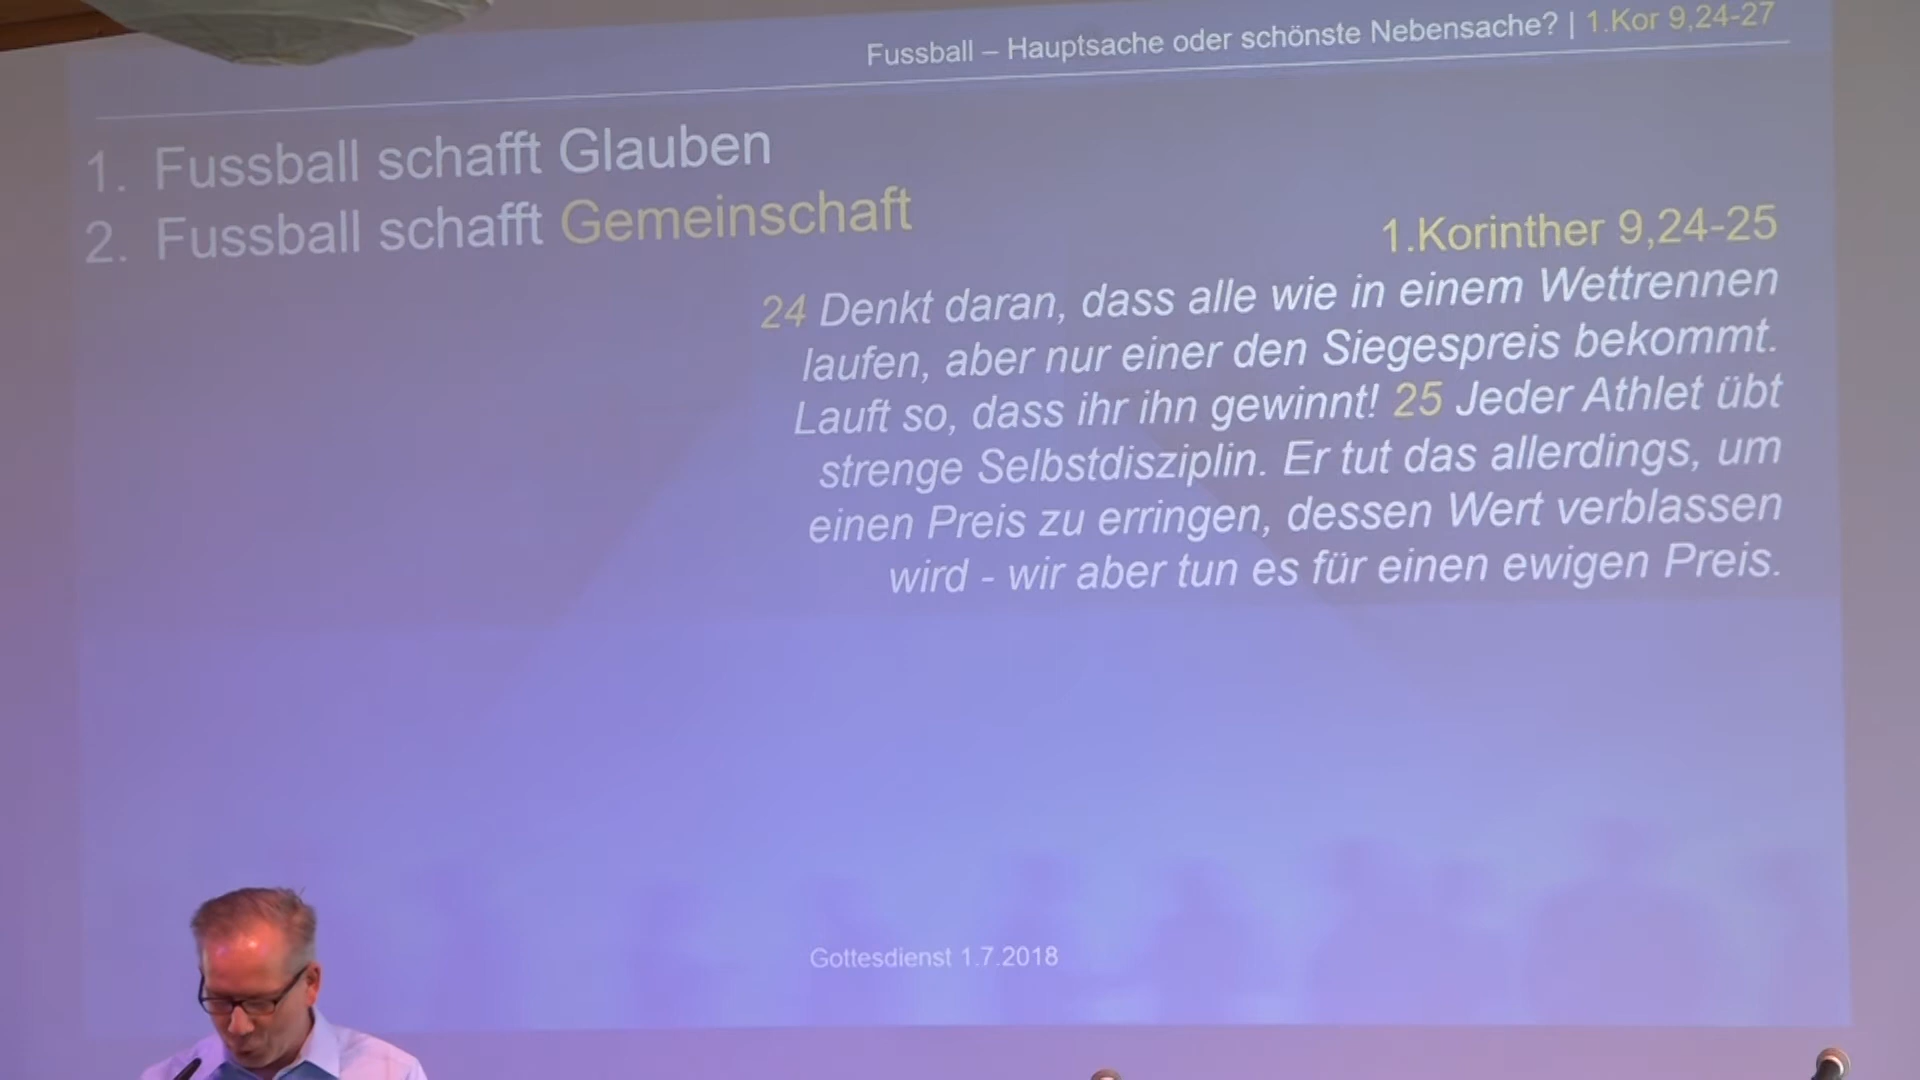 Fussball – Hauptsache oder schönste Nebensache? | 1.Kor 9,24-27
1. Fussball schafft Glauben
2. Fussball schafft Gemeinschaft
1.Korinther 9,24-25
24 Denkt daran, dass alle wie in einem Wettrennen
laufen, aber nur einer den Siegespreis bekommt.
Lauft so, dass ihr ihn gewinnt! 25 Jeder Athlet übt
strenge Selbstdisziplin. Er tut das allerdings, um
einen Preis zu erringen, dessen Wert verblassen
wird - wir aber tun es für einen ewigen Preis.
Gottesdienst 1.7.2018